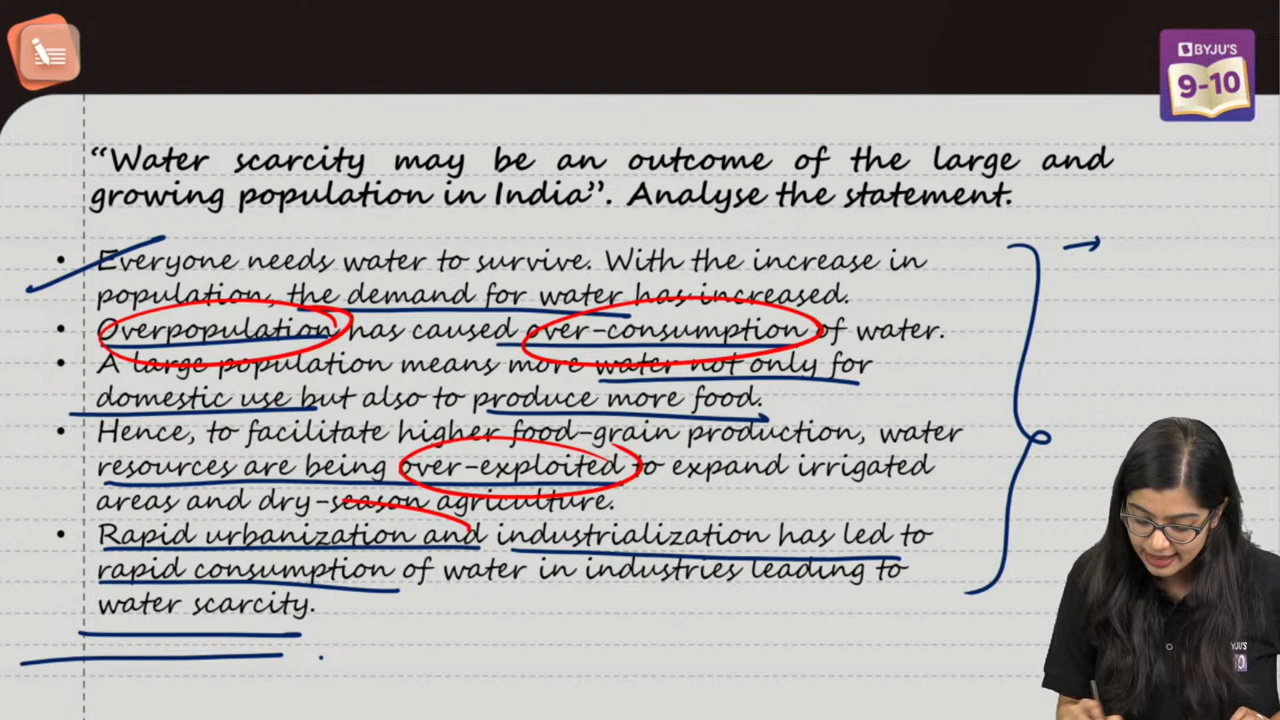 BYJU'S
9-10
"Water scarcity may be an outcome of the large and
growing population in India". Analyse the statement.
• Everyone needs water to survive. With the increase in
population, the demand for water has increased.
• Overpopulation has caused over-consumption of water.
• A large population means more water not only for
domestic use but also to produce more food.
• Hence, to facilitate higher food-grain production, water
resources are being over-exploited to expand irrigated
areas and dry-season agriculture.
• Rapid urbanization and industrialization has led to
rapid consumption of water in industries leading to
water scarcity.
BYJU'S